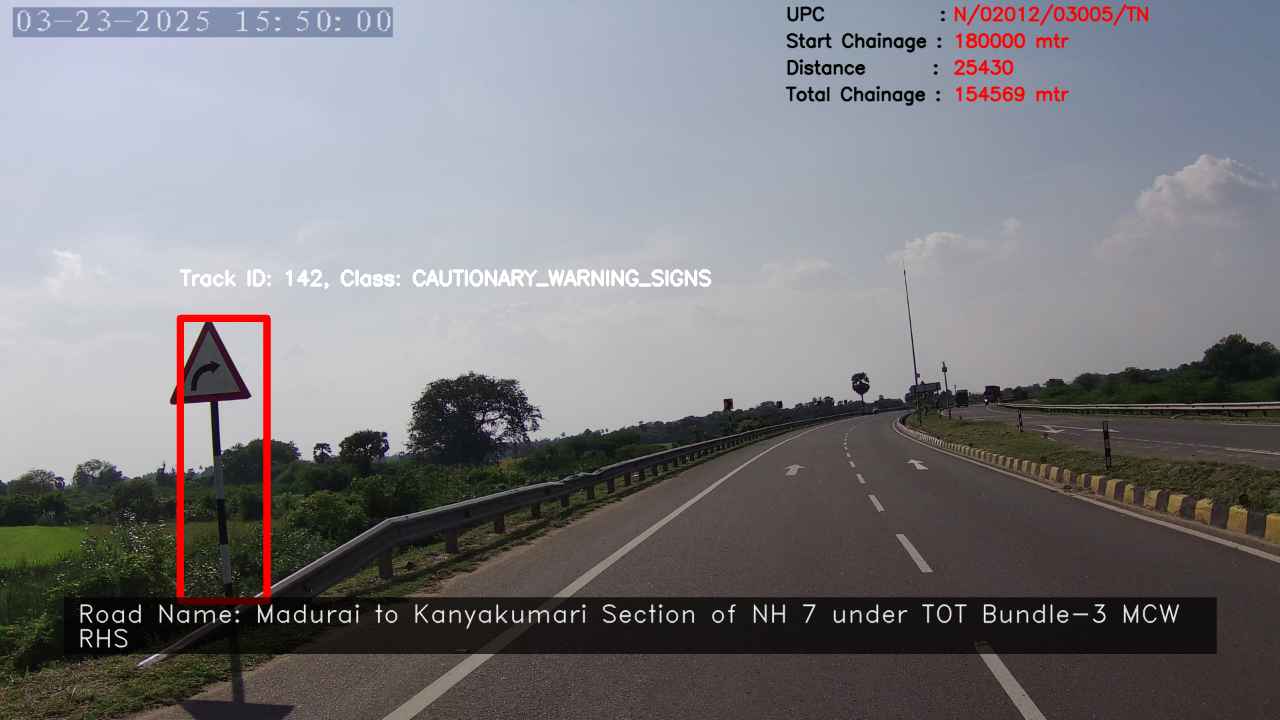 03-23-2025 15:50:00
UPC : N/02012/03005/TN
Start Chainage : 180000 mtr
Distance : 25430
Total Chainage : 154569 mtr
Track ID: 142, Class: CAUTIONARY_WARNING_SIGNS
Road Name: Madurai to Kanyakumari Section of NH 7 under TOT Bundle-3 MCW
RHS